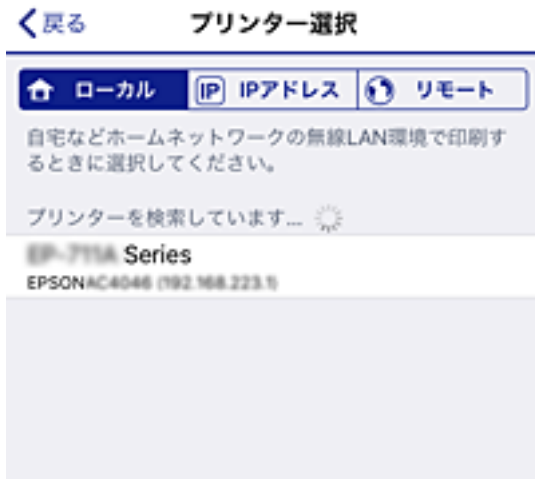 戻る
プリンター選択
ローカル
IP IPアドレス
リモート
自宅などホームネットワークの無線LAN環境で印刷す
るときに選択してください。
プリンターを検索しています...
Series
EPSON